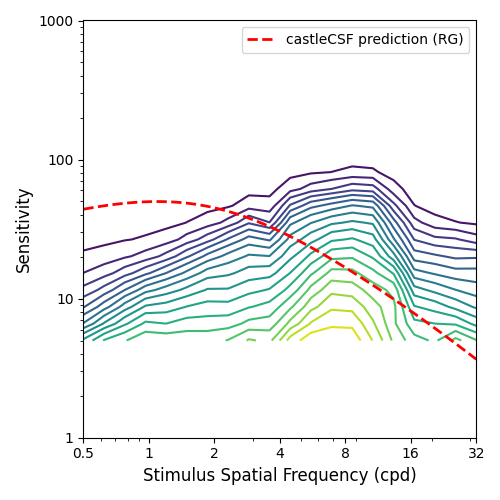 castleCSF prediction (RG)
1000
100
10
1
Sensitivity
0.5 1 2 4 8 16 32
Stimulus Spatial Frequency (cpd)